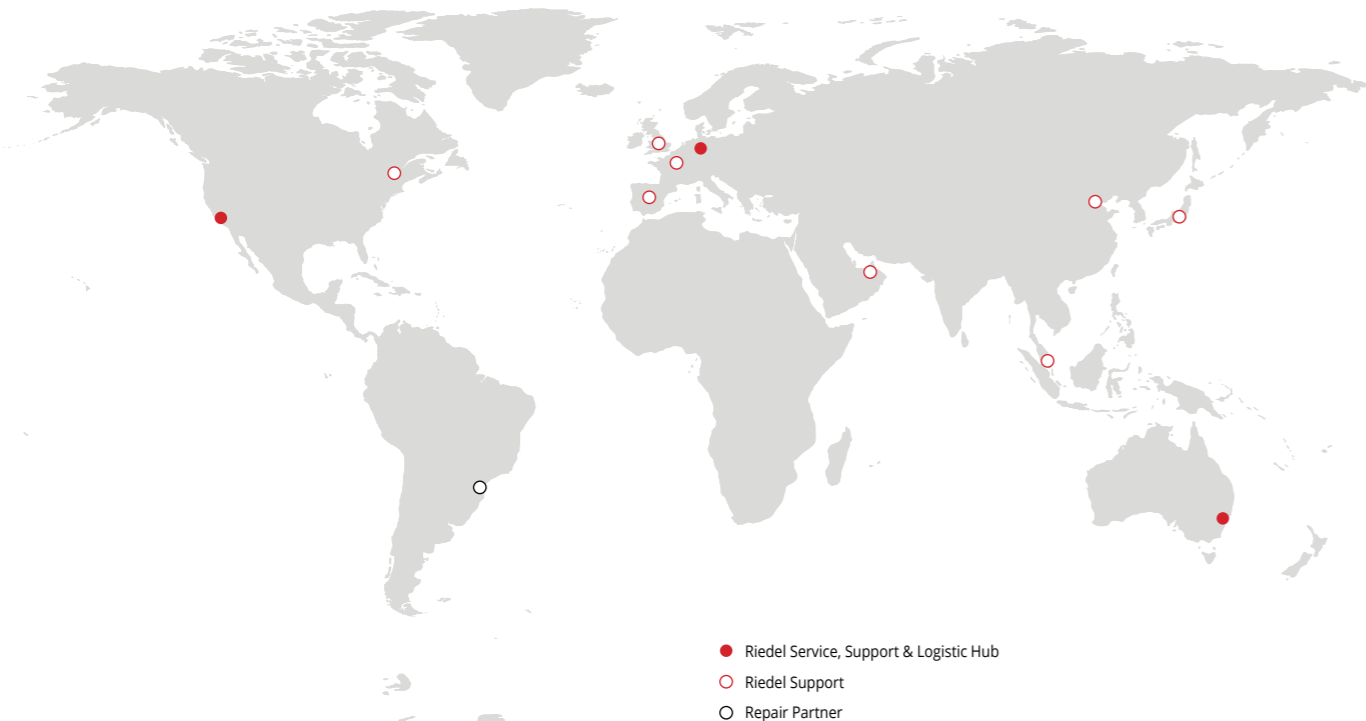 Riedel Service, Support & Logistic Hub
Riedel Support
Repair Partner